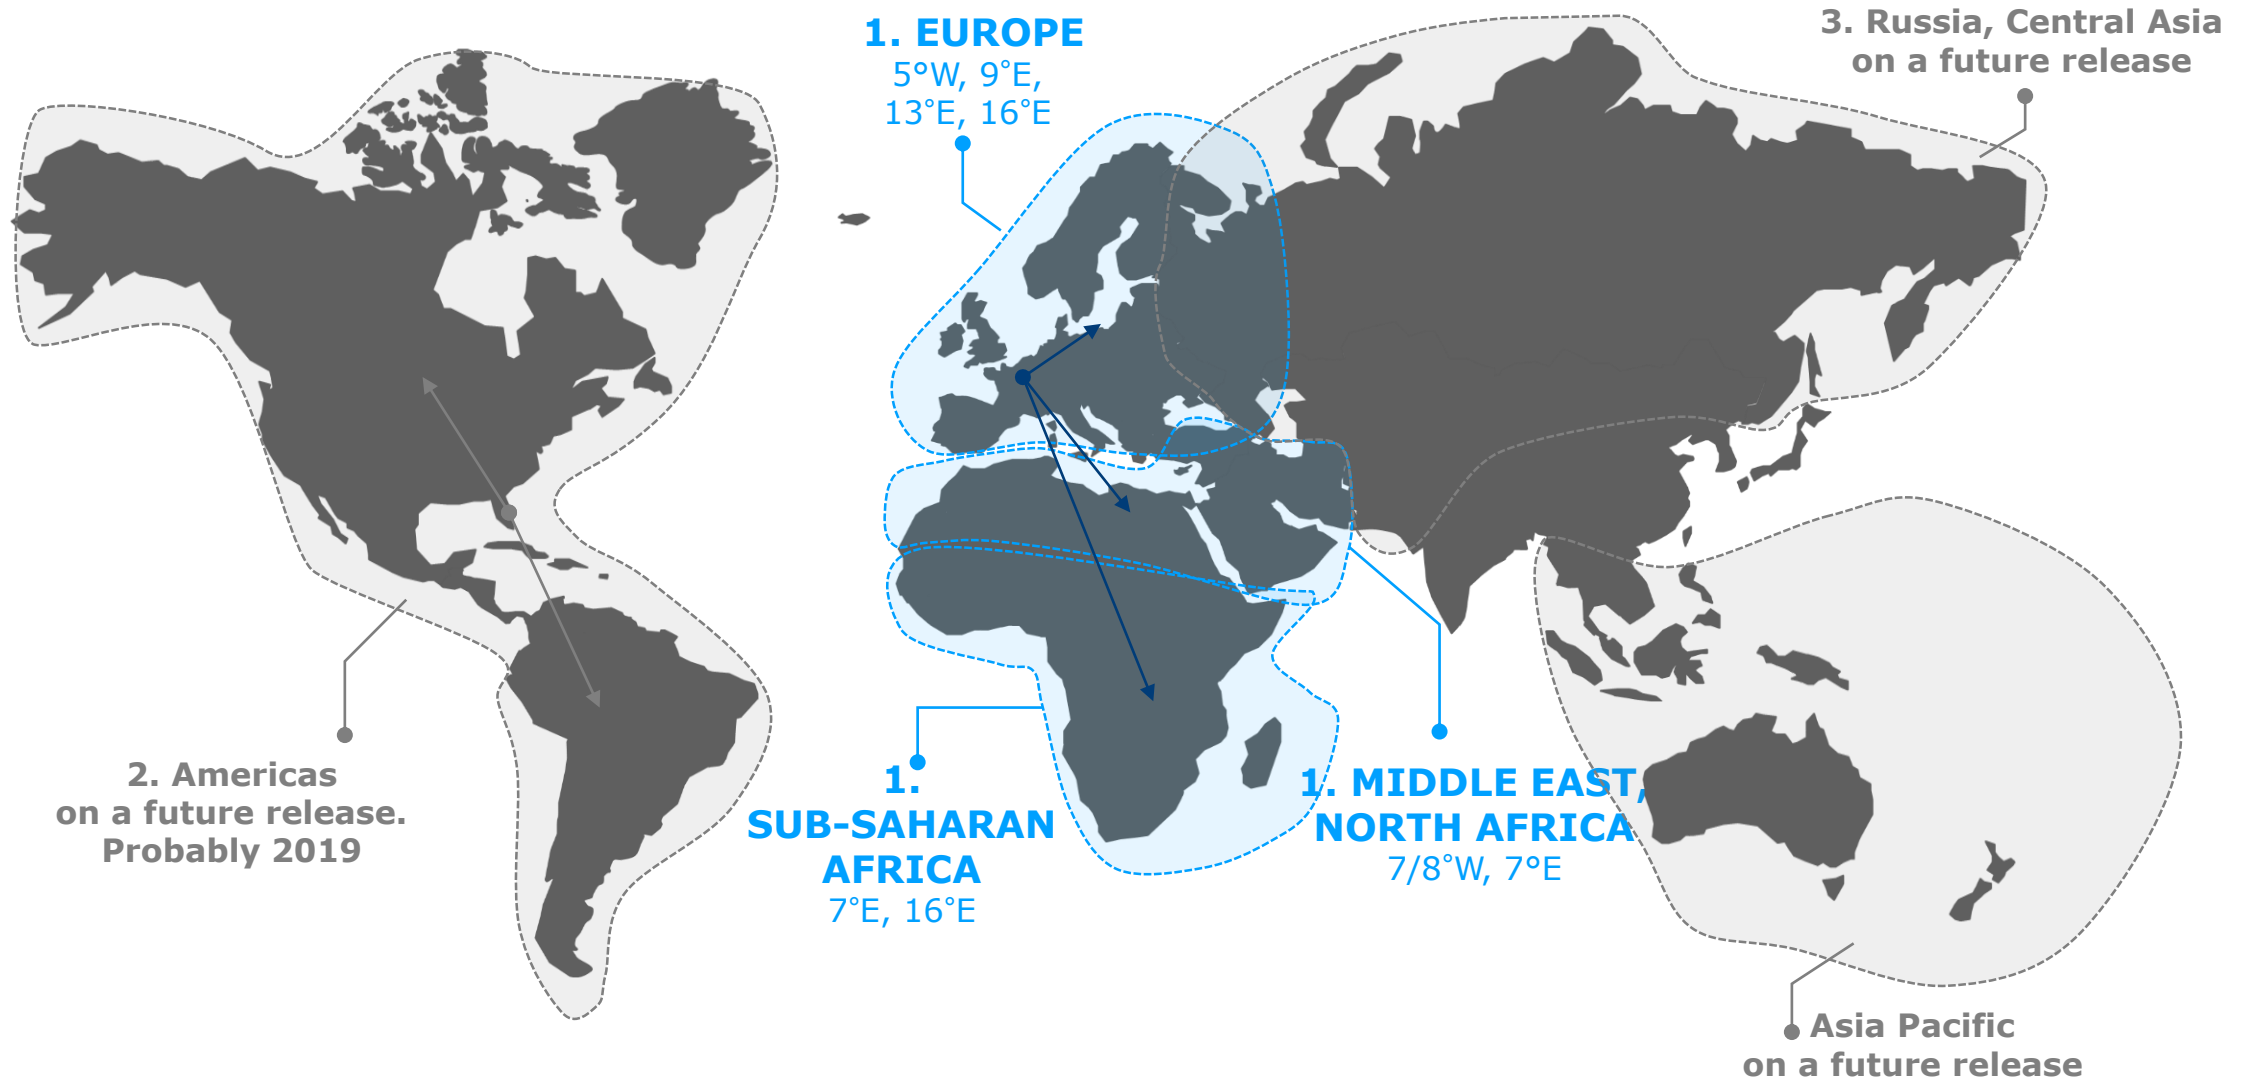 1. EUROPE
5°W, 9°E,
13°E, 16°E
3. Russia, Central Asia
on a future release
2. Americas
on a future release.
Probably 2019
1.
SUB-SAHARAN
AFRICA
7°E, 16°E
1. MIDDLE EAST,
NORTH AFRICA
7/8°W, 7°E
Asia Pacific
on a future release